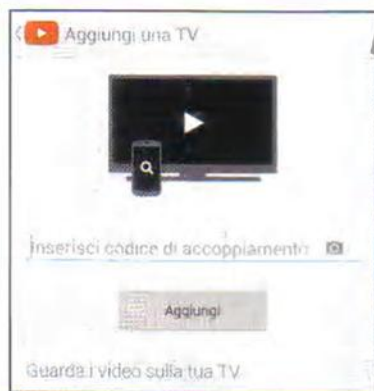 Aggiungi una TV
Inserisci codice di accoppiamento
Aggiungi
Guarda i video sulla tua TV